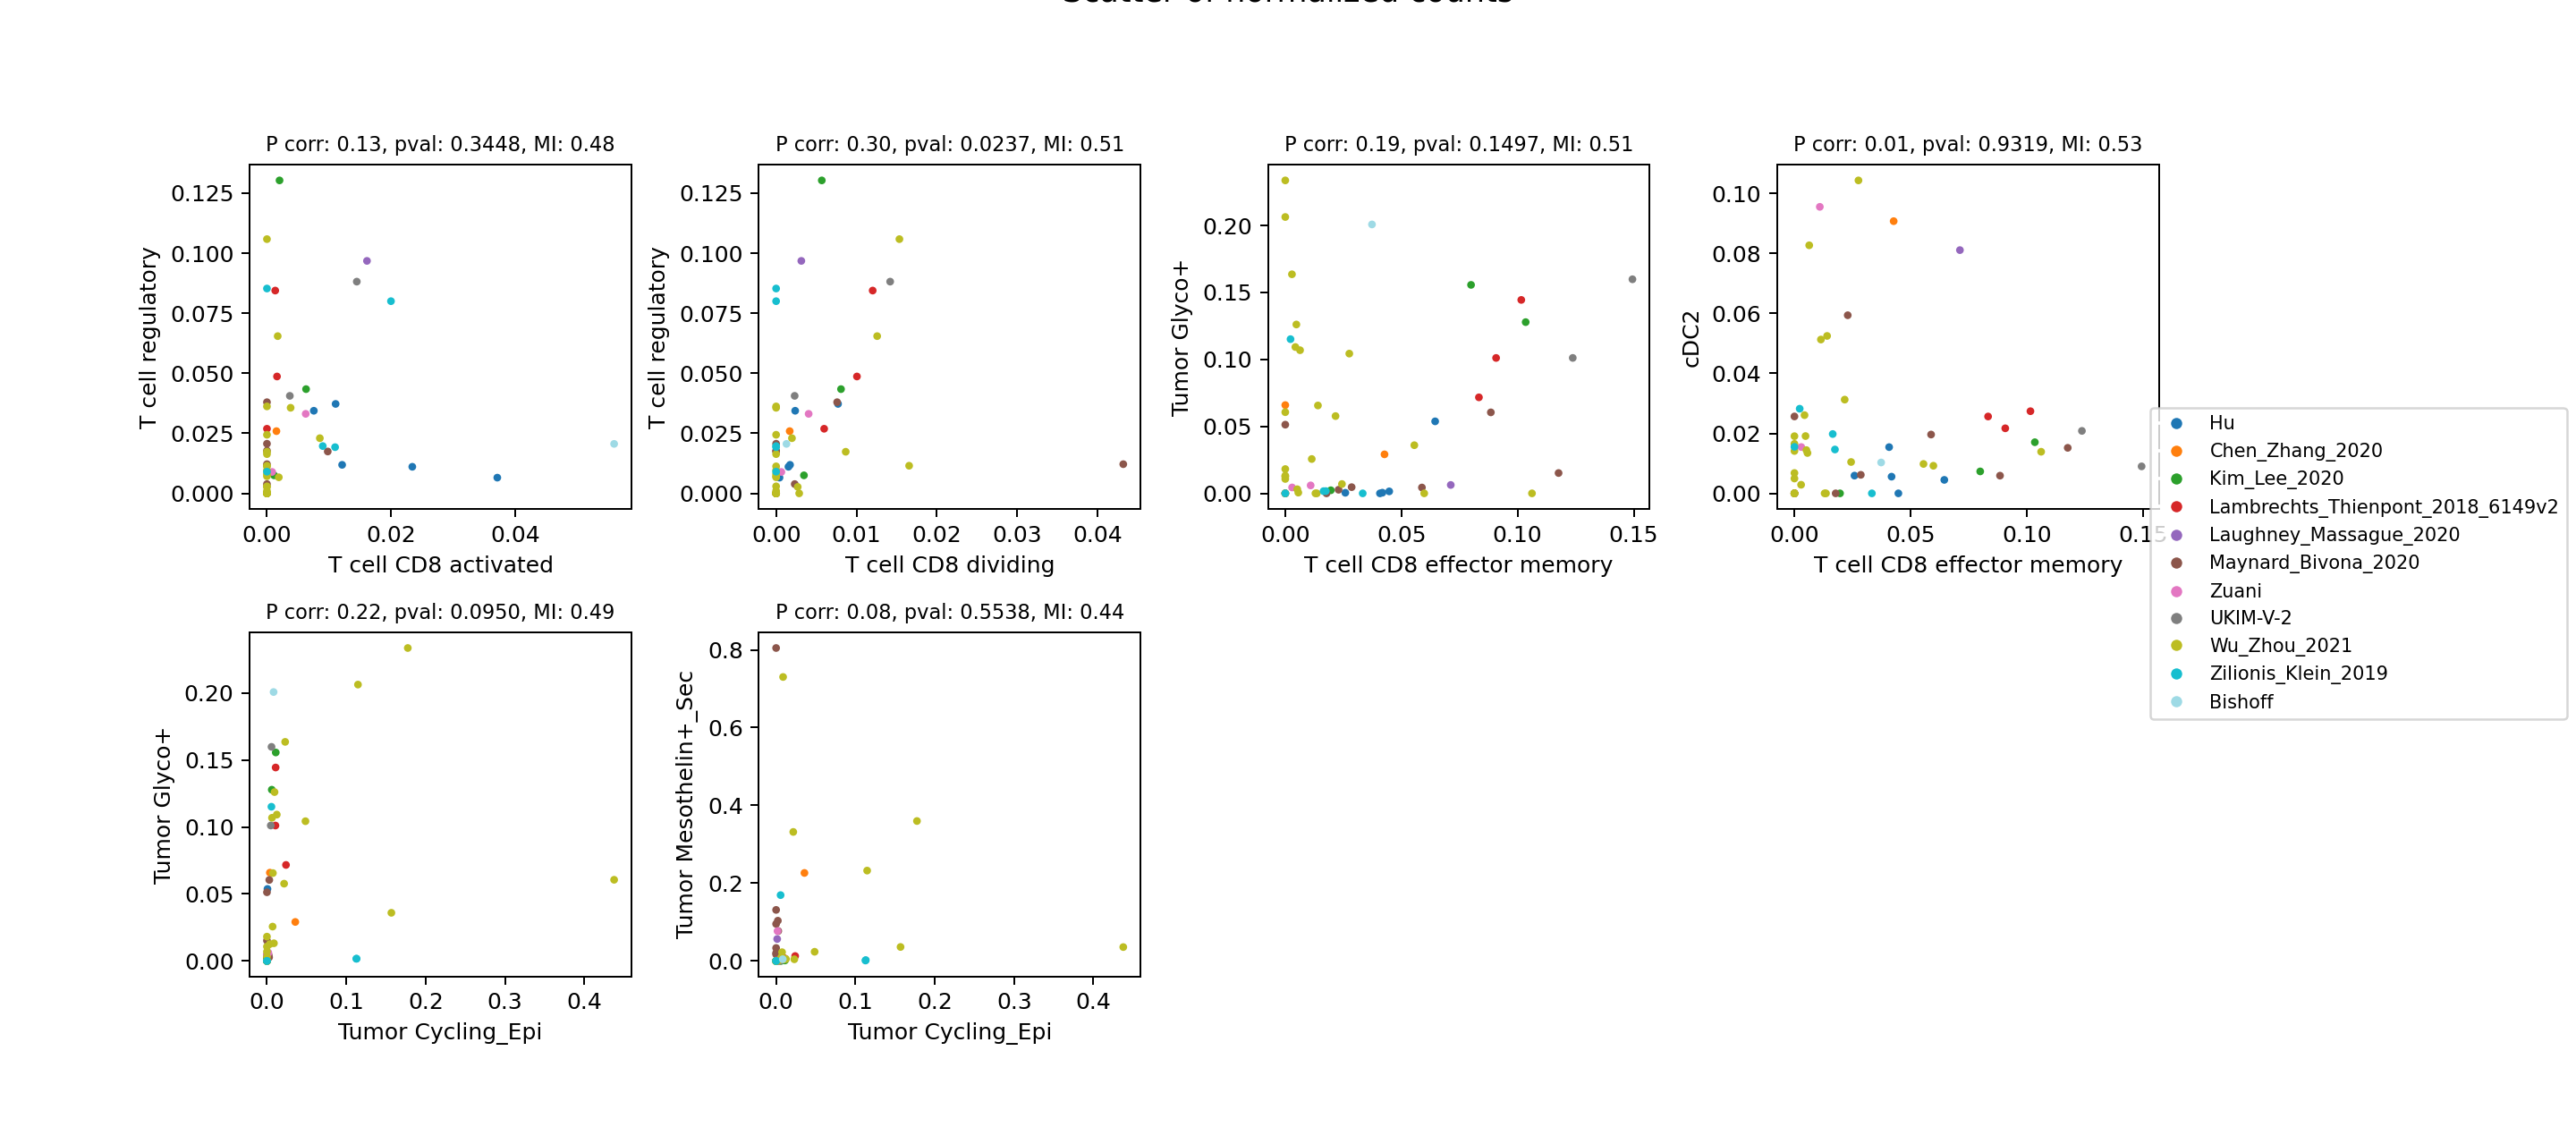 Scatter of normalized counts
P corr: 0.13, pval: 0.3448, MI: 0.48
P corr: 0.30, pval: 0.0237, MI: 0.51
P corr: 0.19, pval: 0.1497, MI: 0.51
P corr: 0.01, pval: 0.9319, MI: 0.53
T cell regulatory
0.125
0.100
0.075
0.050
0.025
0.000
0.00 0.02 0.04
T cell CD8 activated
T cell regulatory
0.125
0.100
0.075
0.050
0.025
0.000
0.00 0.01 0.02 0.03 0.04
T cell CD8 dividing
Tumor Glyco+
0.20
0.15
0.10
0.05
0.00
0.00 0.05 0.10 0.15
T cell CD8 effector memory
cDC2
0.10
0.08
0.06
0.04
0.02
0.00
0.00 0.05 0.10 0.15
T cell CD8 effector memory
Hu
Chen_Zhang_2020
Kim_Lee_2020
Lambrechts_Thienpont_2018_6149v2
Laughney_Massague_2020
Maynard_Bivona_2020
Zuani
UKIM-V-2
Wu_Zhou_2021
Zilionis_Klein_2019
Bishoff
P corr: 0.22, pval: 0.0950, MI: 0.49
P corr: 0.08, pval: 0.5538, MI: 0.44
Tumor Glyco+
0.20
0.15
0.10
0.05
0.00
0.0 0.1 0.2 0.3 0.4
Tumor Cycling_Epi
Tumor Mesothelin+_Sec
0.8
0.6
0.4
0.2
0.0
0.0 0.1 0.2 0.3 0.4
Tumor Cycling_Epi